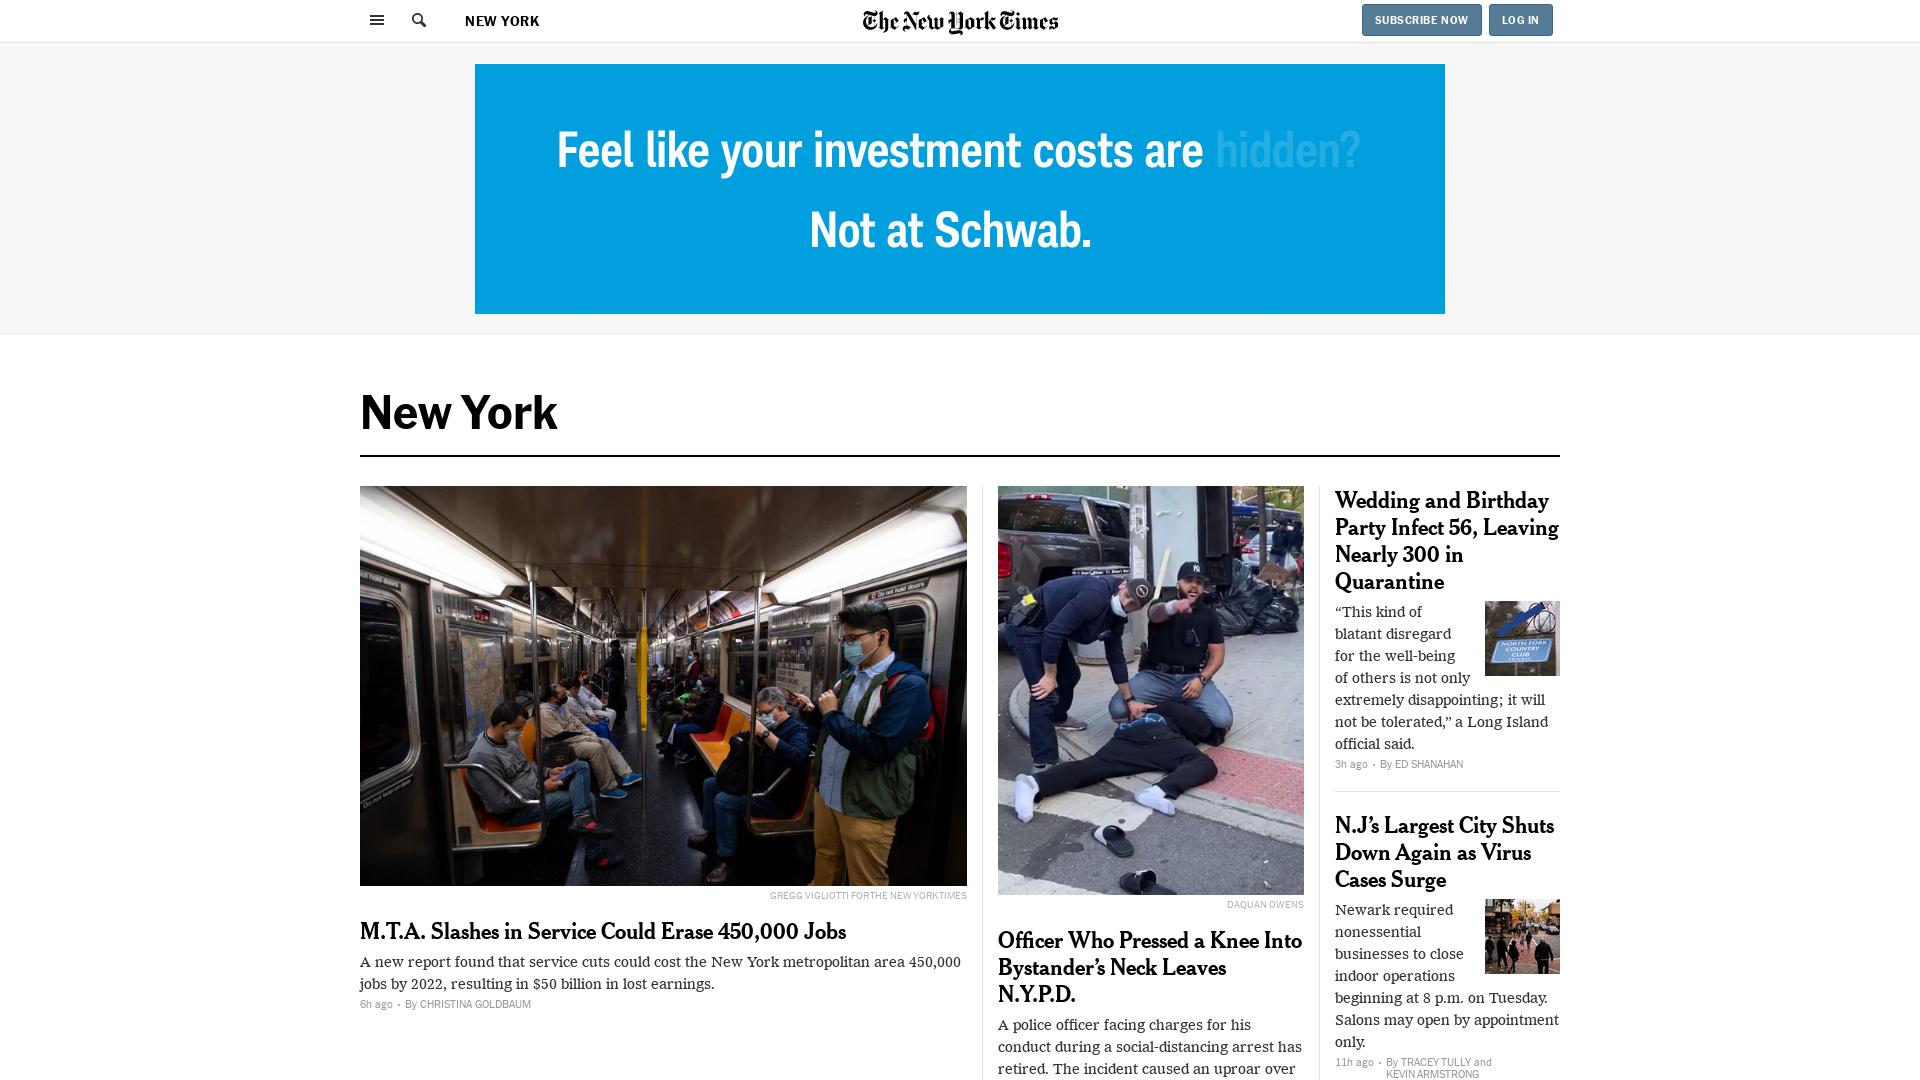 NEW YORK
The New York Times
SUBSCRIBE NOW
LOG IN
Feel like your investment costs are hidden?
Not at Schwab.
New York
GREGG VIGLIOTTI FOR THE NEW YORK TIMES
M.T.A. Slashes in Service Could Erase 450,000 Jobs
A new report found that service cuts could cost the New York metropolitan area 450,000
jobs by 2022, resulting in $50 billion in lost earnings.
6h ago • By CHRISTINA GOLDBAUM
DAQUAN OWENS
Officer Who Pressed a Knee Into
Bystander’s Neck Leaves
N.Y.P.D.
A police officer facing charges for his
conduct during a social-distancing arrest has
retired. The incident caused an uproar over
Wedding and Birthday
Party Infect 56, Leaving
Nearly 300 in
Quarantine
“This kind of
blatant disregard
for the well-being
of others is not only
extremely disappointing; it will
not be tolerated,” a Long Island
official said.
NORTH FORK
COUNTRY
CLUB
3h ago • By ED SHANAHAN
N.J’s Largest City Shuts
Down Again as Virus
Cases Surge
Newark required
nonessential
businesses to close
indoor operations
beginning at 8 p.m. on Tuesday.
Salons may open by appointment
only.
11h ago • By TRACEY TULLY and
KEVIN ARMSTRONG